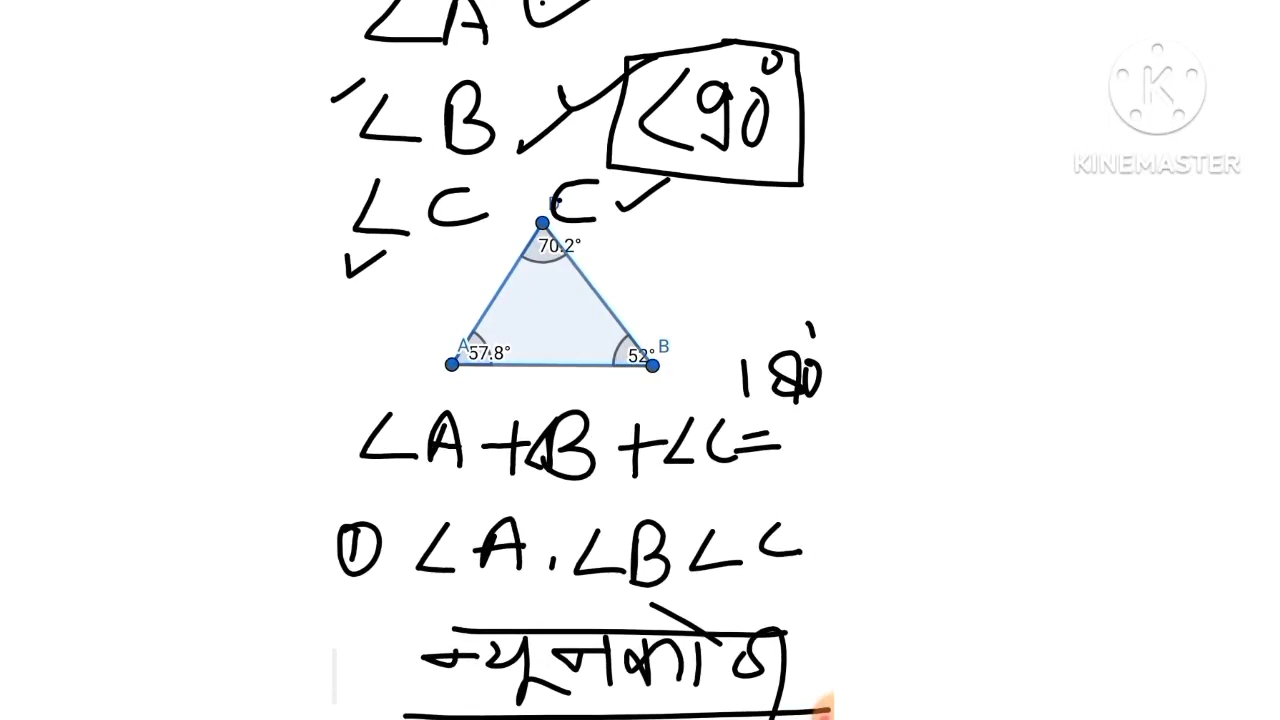 ∠A
∠B <90°
∠C C
70.2°
A 57.8° 52° B
180°
∠A+∠B+∠C=
① ∠A, ∠B ∠C
न्यूनकोण
KINEMASTER